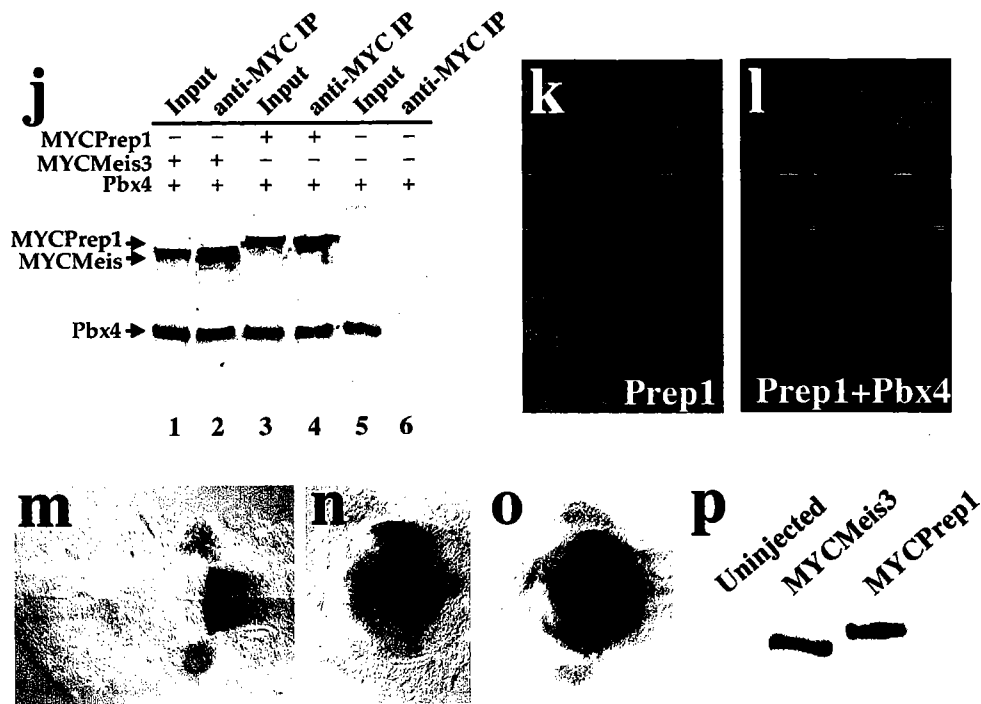 j
Input
anti-MYC IP
Input
anti-MYC IP
Input
anti-MYC IP
MYCPrep1 – – + + – –
MYCMeis3 + + – – – –
Pbx4 + + + + + +
MYCPrep1
MYCMeis
Pbx4
1 2 3 4 5 6
k
Prep1
l
Prep1+Pbx4
m
n
o
p
Uninjected
MYCMeis3
MYCPrep1